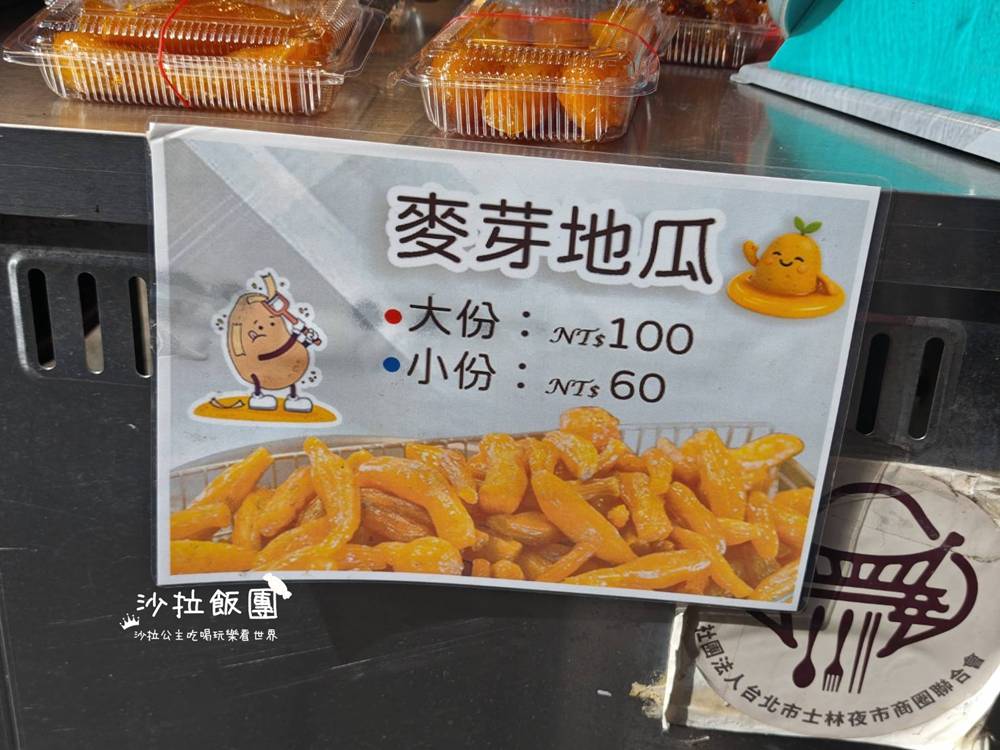 麥芽地瓜
大份：NT$100
小份：NT$60
沙拉飯團
沙拉公主吃喝玩樂看世界
社團法人台北市士林夜市商圈聯合會